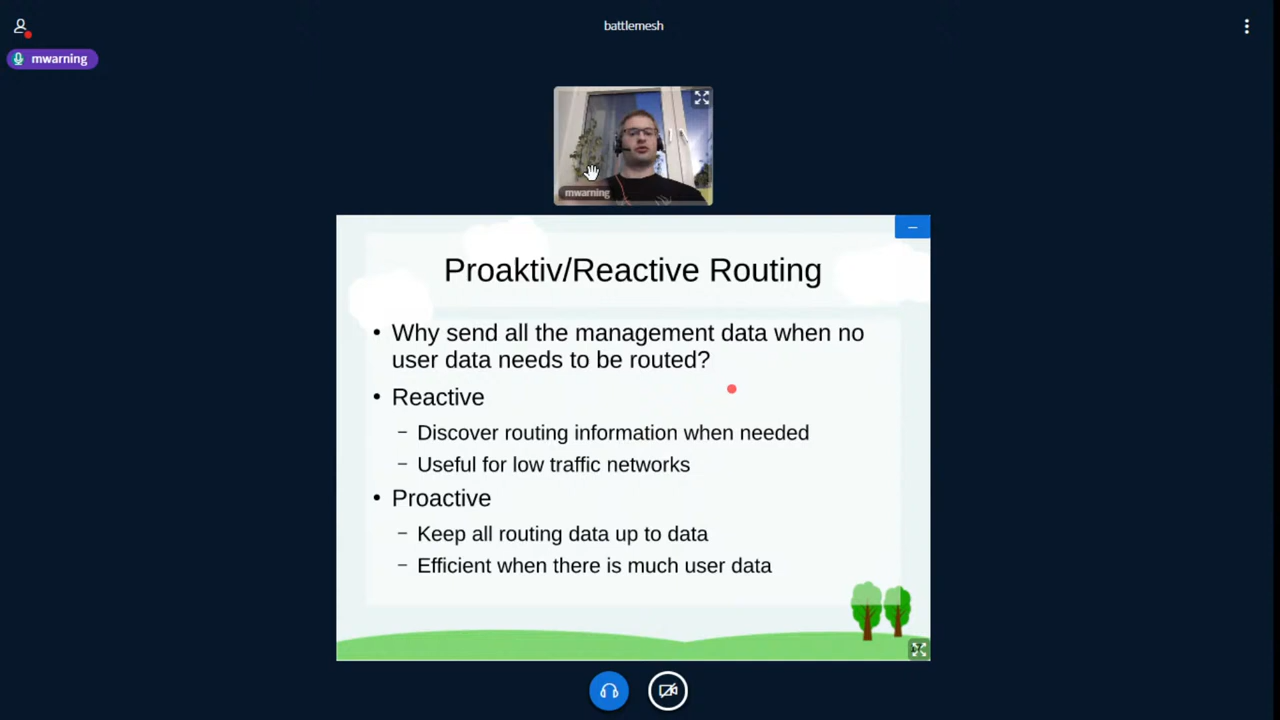 battlemesh
mwarning
mwarning
Proaktiv/Reactive Routing
• Why send all the management data when no
user data needs to be routed?
• Reactive
– Discover routing information when needed
– Useful for low traffic networks
• Proactive
– Keep all routing data up to data
– Efficient when there is much user data